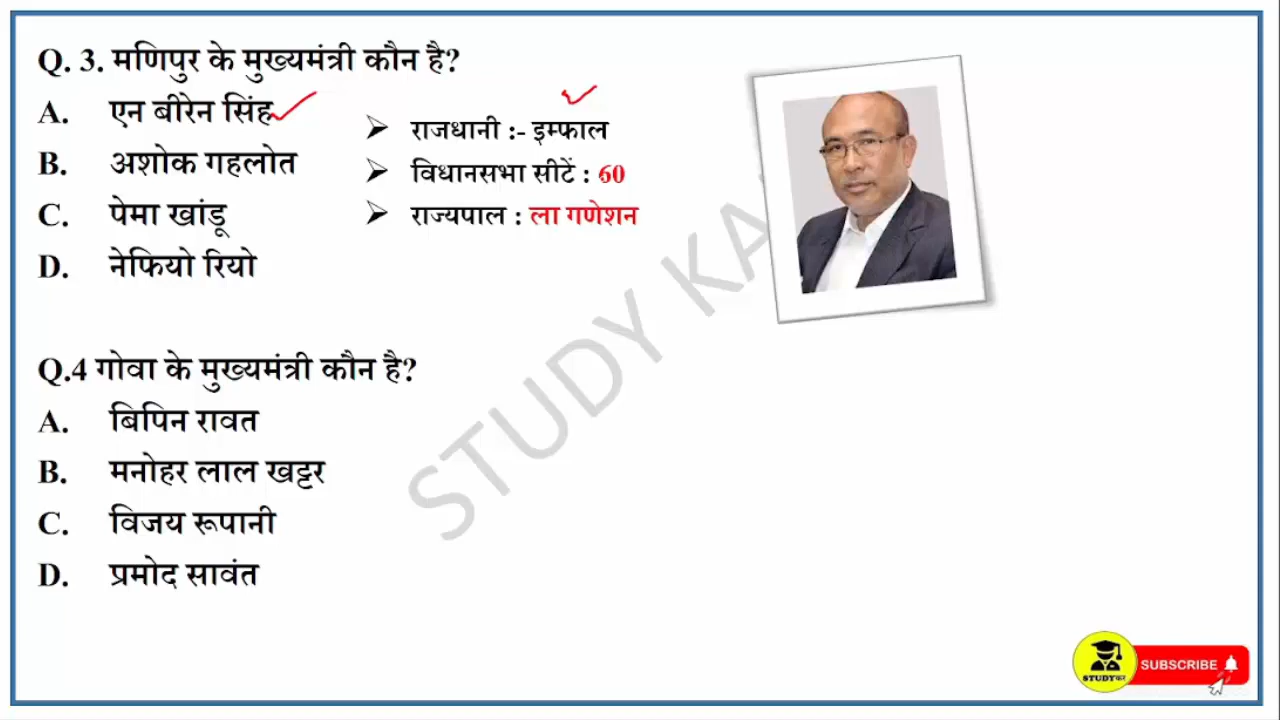 Q. 3. मणिपुर के मुख्यमंत्री कौन है?
A. एन बीरेन सिंह
B. अशोक गहलोत
C. पेमा खांडू
D. नेफियो रियो
➤ राजधानी :- इम्फाल
➤ विधानसभा सीटें : 60
➤ राज्यपाल : ला गणेशन
STUDY KA
Q.4 गोवा के मुख्यमंत्री कौन है?
A. बिपिन रावत
B. मनोहर लाल खट्टर
C. विजय रूपानी
D. प्रमोद सावंत
STUDYका
SUBSCRIBE